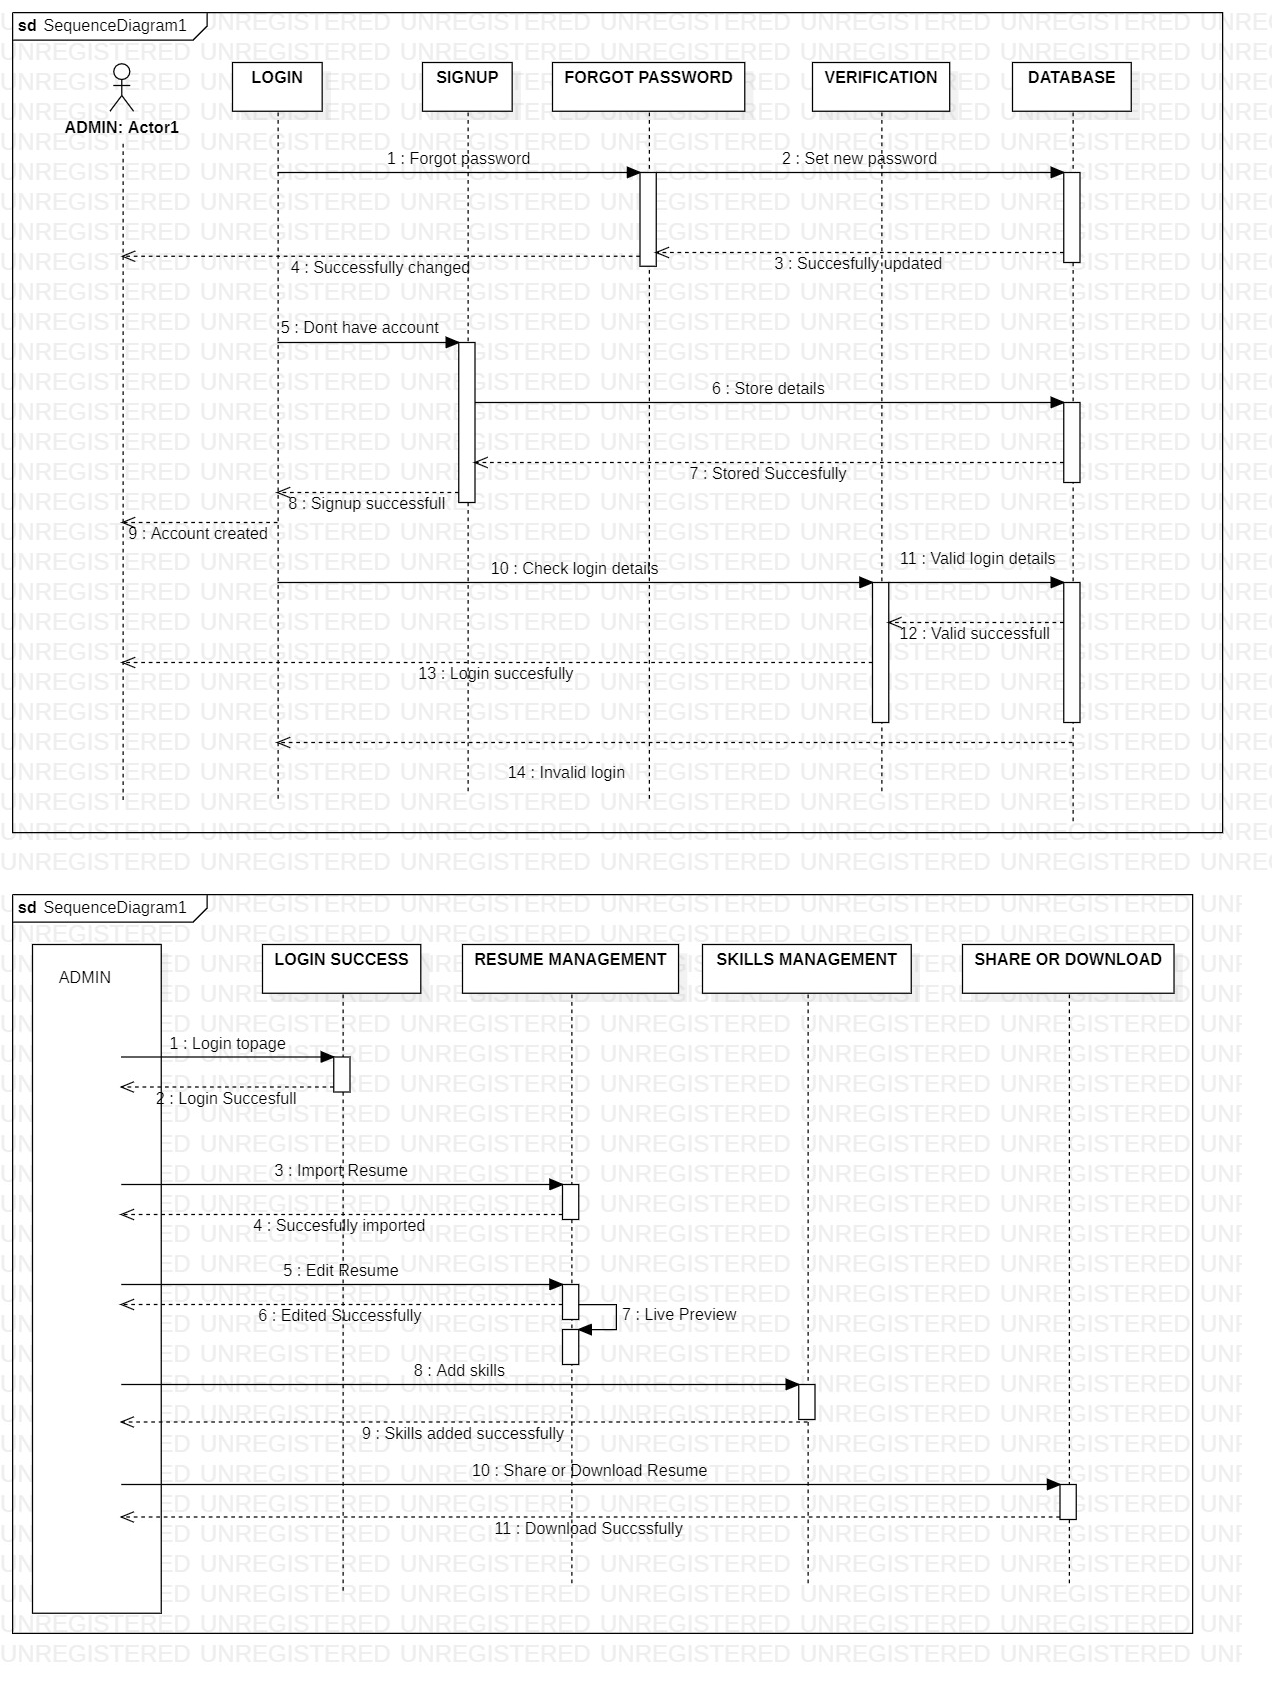 sd SequenceDiagram1
LOGIN SIGNUP FORGOT PASSWORD VERIFICATION DATABASE
ADMIN: Actor1
1 : Forgot password 2 : Set new password
3 : Succesfully updated
4 : Successfully changed
5 : Dont have account
6 : Store details
7 : Stored Succesfully
8 : Signup successfull
9 : Account created
11 : Valid login details
10 : Check login details
12 : Valid successfull
13 : Login succesfully
14 : Invalid login
sd SequenceDiagram1
LOGIN SUCCESS RESUME MANAGEMENT SKILLS MANAGEMENT SHARE OR DOWNLOAD
ADMIN
1 : Login topage
2 : Login Succesfull
3 : Import Resume
4 : Succesfully imported
5 : Edit Resume
6 : Edited Successfully 7 : Live Preview
8 : Add skills
9 : Skills added successfully
10 : Share or Download Resume
11 : Download Succssfully
UNREGISTERED